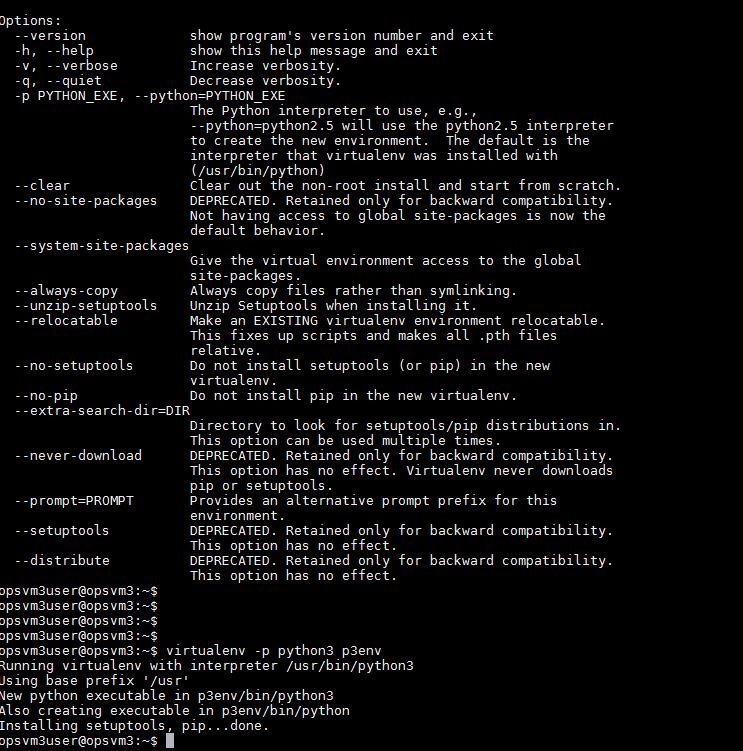 Options:
  --version             show program's version number and exit
  -h, --help            show this help message and exit
  -v, --verbose         Increase verbosity.
  -q, --quiet           Decrease verbosity.
  -p PYTHON_EXE, --python=PYTHON_EXE
                        The Python interpreter to use, e.g.,
                        --python=python2.5 will use the python2.5 interpreter
                        to create the new environment.  The default is the
                        interpreter that virtualenv was installed with
                        (/usr/bin/python)
  --clear               Clear out the non-root install and start from scratch.
  --no-site-packages    DEPRECATED. Retained only for backward compatibility.
                        Not having access to global site-packages is now the
                        default behavior.
  --system-site-packages
                        Give the virtual environment access to the global
                        site-packages.
  --always-copy         Always copy files rather than symlinking.
  --unzip-setuptools    Unzip Setuptools when installing it.
  --relocatable         Make an EXISTING virtualenv environment relocatable.
                        This fixes up scripts and makes all .pth files
                        relative.
  --no-setuptools       Do not install setuptools (or pip) in the new
                        virtualenv.
  --no-pip              Do not install pip in the new virtualenv.
  --extra-search-dir=DIR
                        Directory to look for setuptools/pip distributions in.
                        This option can be used multiple times.
  --never-download      DEPRECATED. Retained only for backward compatibility.
                        This option has no effect. Virtualenv never downloads
                        pip or setuptools.
  --prompt=PROMPT       Provides an alternative prompt prefix for this
                        environment.
  --setuptools          DEPRECATED. Retained only for backward compatibility.
                        This option has no effect.
  --distribute          DEPRECATED. Retained only for backward compatibility.
                        This option has no effect.
opsvm3user@opsvm3:~$
opsvm3user@opsvm3:~$
opsvm3user@opsvm3:~$
opsvm3user@opsvm3:~$
opsvm3user@opsvm3:~$ virtualenv -p python3 p3env
Running virtualenv with interpreter /usr/bin/python3
Using base prefix '/usr'
New python executable in p3env/bin/python3
Also creating executable in p3env/bin/python
Installing setuptools, pip...done.
opsvm3user@opsvm3:~$